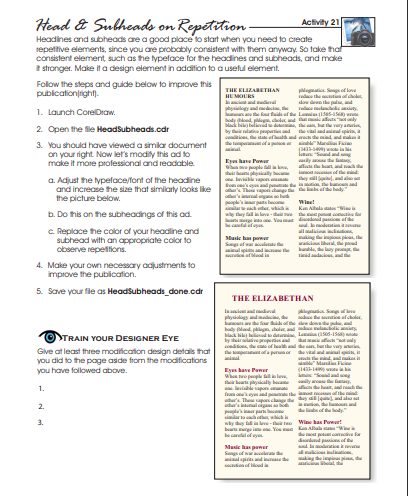 Head & Subheads on Repetition
Activity 21
Headlines and subheads are a good place to start when you need to create
repetitive elements, since you are probably consistent with them anyway. So take that
consistent element, such as the typeface for the headlines and subheads, and make
it stronger. Make it a design element in addition to a useful element.
Follow the steps and guide below to improve this
publication(right).
1. Launch CorelDraw.
2. Open the file HeadSubheads.cdr
3. You should have viewed a similar document
on your right. Now let's modify this ad to
make it more professional and readable.
a. Adjust the typeface/font of the headline
and increase the size that similarly looks like
the picture below.
b. Do this on the subheadings of this ad.
c. Replace the color of your headline and
subhead with an appropriate color to
observe repetitions.
4. Make your own necessary adjustments to
improve the publication.
5. Save your file as HeadSubheads_done.cdr
TRAIN YOUR DESIGNER EYE
Give at least three modification design details that
you did to the page aside from the modifications
you have followed above.
1.
2.
3.
THE ELIZABETHAN
HUMOURS
In ancient and medieval
physiology and medicine, the
humours are the four fluids of the
body (blood, phlegm, choler, and
black bile) believed to determine,
by their relative properties and
conditions, the state of health and
the temperament of a person or
animal.
Eyes have Power
When two people fall in love,
their hearts physically become
one. Invisible vapors emanate
from one's eyes and penetrate the
other's. These vapors change the
other's internal organs so both
people's inner parts become
similar to each other, which is
why they fall in love - their two
hearts merge into one. You must
be careful of eyes.
Music has power
Songs of war accelerate the
animal spirits and increase the
secretion of blood in
phlegmatics. Songs of love
reduce the secretion of choler,
slow down the pulse, and
reduce melancholic anxiety.
Lemnius (1505-1568) wrote
that music affects "not only
the ears, but the very arteries,
the vital and animal spirits, it
erects the mind, and makes it
nimble" Marsilius Ficino
(1433-1499) wrote in his
letters: "Sound and song
easily arouse the fantasy,
affects the heart, and reach the
inmost recesses of the mind:
they still [quiet], and also set
in motion, the humours and
the limbs of the body."
Wine!
Ken Albala states "Wine is
the most potent corrective for
disordered passions of the
soul. In moderation it reverses
all malicious inclinations,
making the impious pious, the
avaricious liberal, the proud
humble, the lazy prompt, the
timid audacious, and the
THE ELIZABETHAN
In ancient and medieval
physiology and medicine, the
humours are the four fluids of the
body (blood, phlegm, choler, and
black bile) believed to determine,
by their relative properties and
conditions, the state of health and
the temperament of a person or
animal.
Eyes have Power
When two people fall in love,
their hearts physically become
one. Invisible vapors emanate
from one's eyes and penetrate the
other's. These vapors change the
other's internal organs so both
people's inner parts become
similar to each other, which is
why they fall in love - their two
hearts merge into one. You must
be careful of eyes.
Music has power
Songs of war accelerate the
animal spirits and increase the
secretion of blood in
phlegmatics. Songs of love
reduce the secretion of choler,
slow down the pulse, and
reduce melancholic anxiety.
Lemnius (1505-1568) wrote
that music affects "not only
the ears, but the very arteries,
the vital and animal spirits, it
erects the mind, and makes it
nimble" Marsilius Ficino
(1433-1499) wrote in his
letters: "Sound and song
easily arouse the fantasy,
affects the heart, and reach the
inmost recesses of the mind:
they still [quiet], and also set
in motion, the humours and
the limbs of the body."
Wine has Power!
Ken Albala states "Wine is
the most potent corrective for
disordered passions of the
soul. In moderation it reverses
all malicious inclinations,
making the impious pious, the
avaricious liberal, the